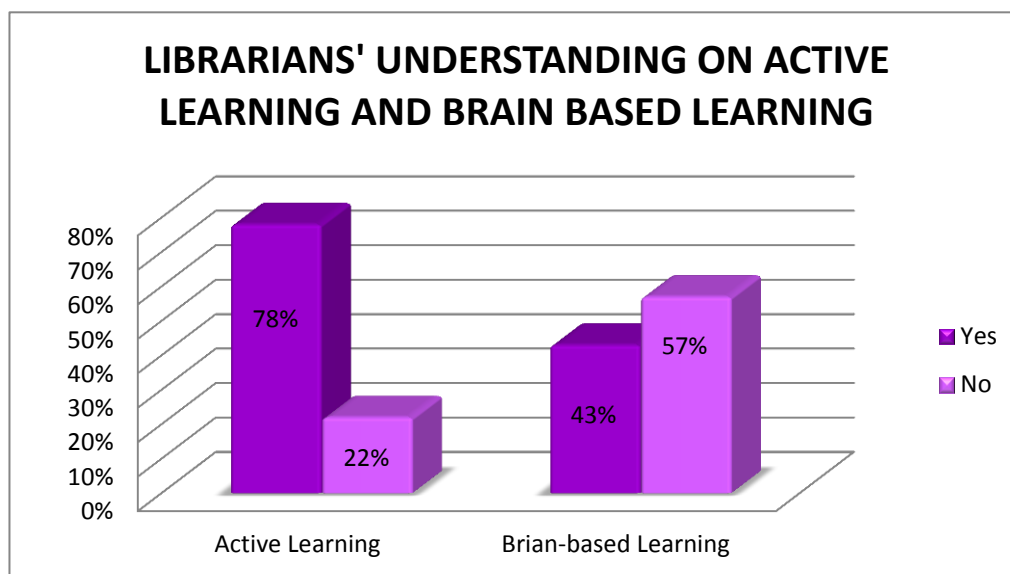 LIBRARIANS' UNDERSTANDING ON ACTIVE
LEARNING AND BRAIN BASED LEARNING
80%
70%
60%
50%
40%
30%
20%
10%
0%
78%
22%
43%
57%
Active Learning
Brian-based Learning
Yes
No